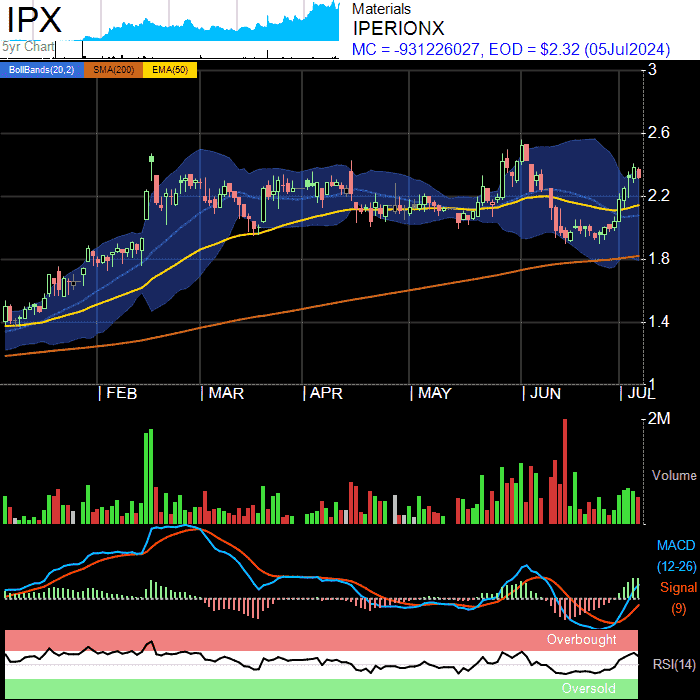 IPX
5yr Chart
Materials
IPERIONX
MC = -931226027, EOD = $2.32 (05Jul2024)
BollBands(20,2) SMA(200) EMA(50)
3
2.6
2.2
1.8
1.4
1
FEB MAR APR MAY JUN JUL
2M
Volume
MACD
(12-26)
Signal
(9)
Overbought
RSI(14)
Oversold